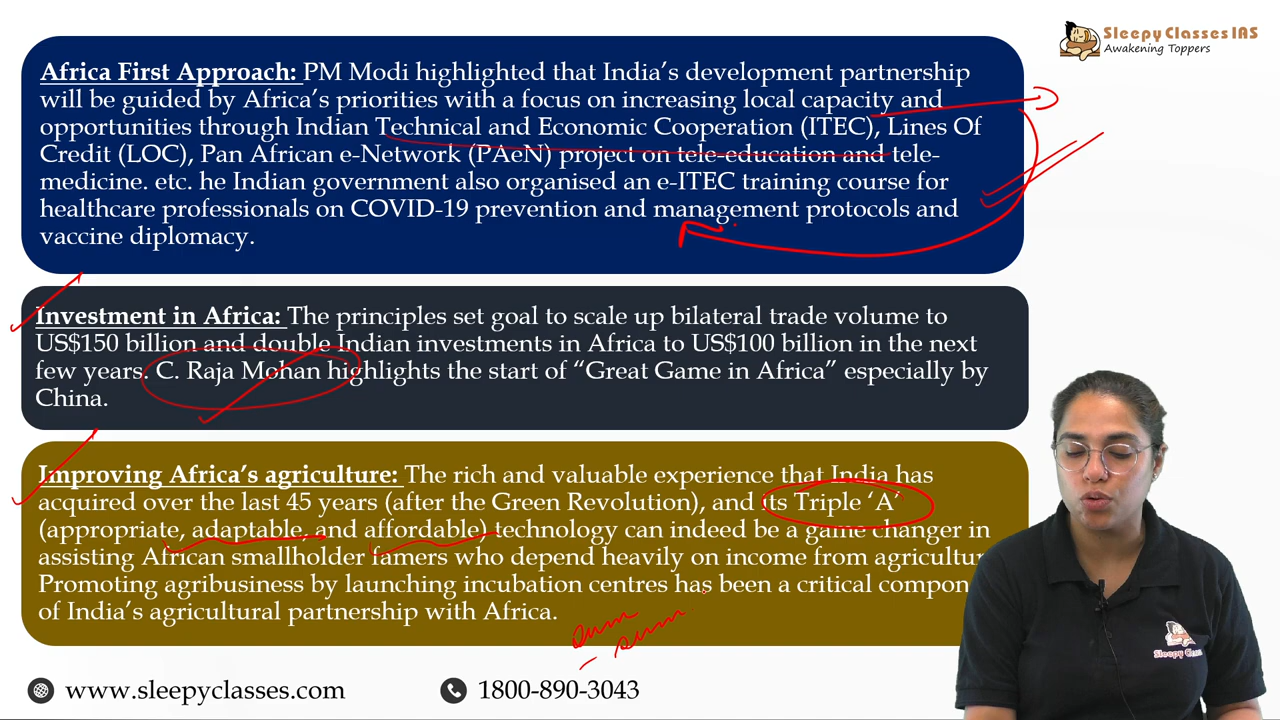 Sleepy Classes IAS
Awakening Toppers
Africa First Approach: PM Modi highlighted that India's development partnership
will be guided by Africa's priorities with a focus on increasing local capacity and
opportunities through Indian Technical and Economic Cooperation (ITEC), Lines Of
Credit (LOC), Pan African e-Network (PAeN) project on tele-education and tele-
medicine. etc. he Indian government also organised an e-ITEC training course for
healthcare professionals on COVID-19 prevention and management protocols and
vaccine diplomacy.
Investment in Africa: The principles set goal to scale up bilateral trade volume to
US$150 billion and double Indian investments in Africa to US$100 billion in the next
few years. C. Raja Mohan highlights the start of “Great Game in Africa” especially by
China.
Improving Africa's agriculture: The rich and valuable experience that India has
acquired over the last 45 years (after the Green Revolution), and its Triple ‘A’
(appropriate, adaptable, and affordable) technology can indeed be a game changer in
assisting African smallholder famers who depend heavily on income from agricultur
Promoting agribusiness by launching incubation centres has been a critical compon
of India's agricultural partnership with Africa.
www.sleepyclasses.com
1800-890-3043